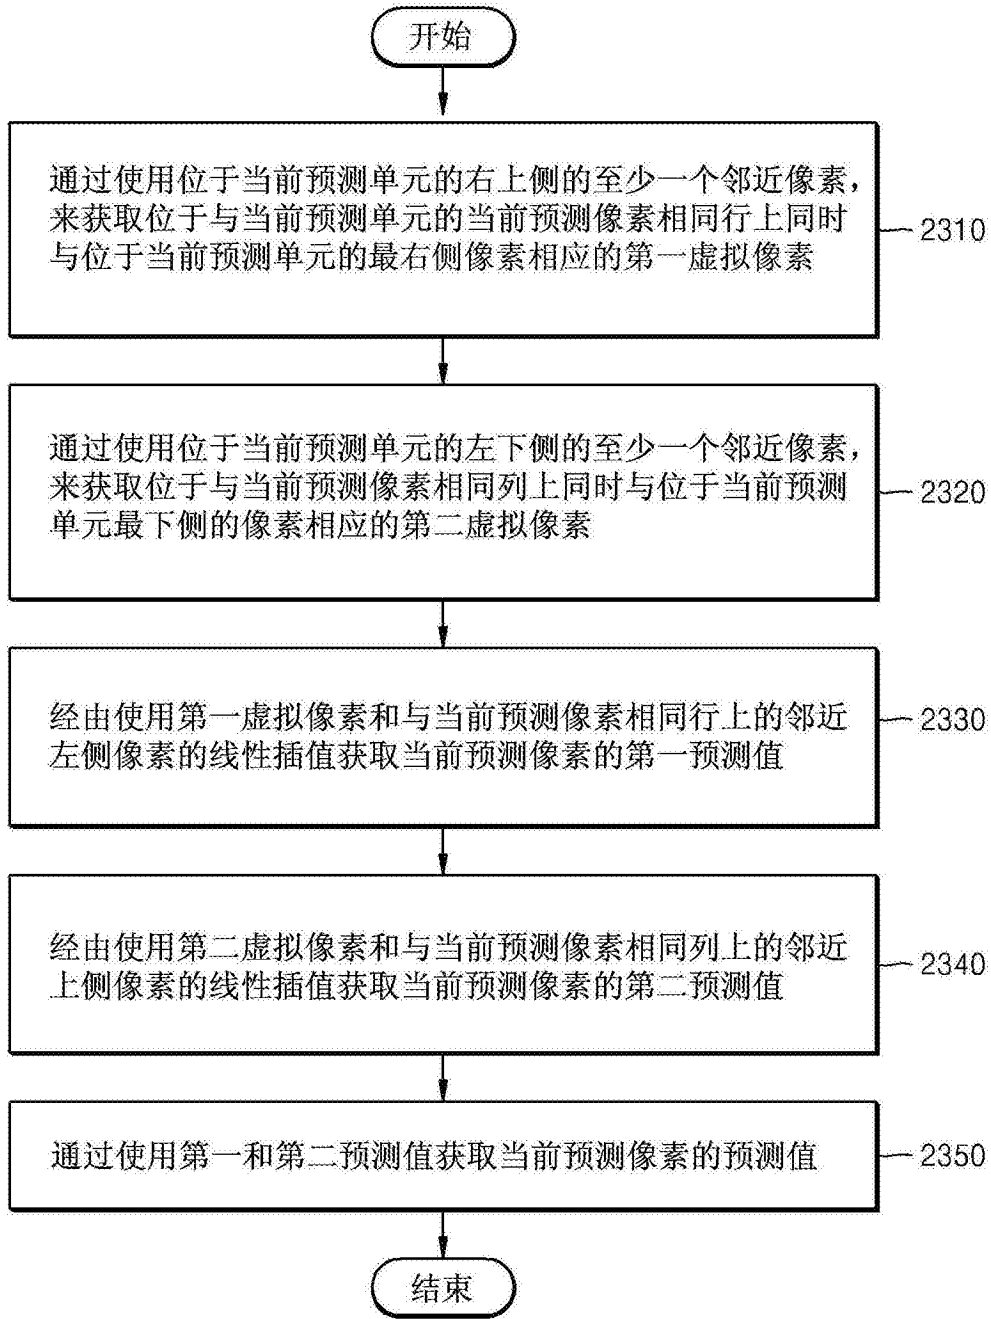 开始
通过使用位于当前预测单元的右上侧的至少一个邻近像素，
来获取位于与当前预测单元的当前预测像素相同行上同时
与位于当前预测单元的最右侧像素相应的第一虚拟像素
2310
通过使用位于当前预测单元的左下侧的至少一个邻近像素，
来获取位于与当前预测像素相同列上同时与位于当前预测
单元最下侧的像素相应的第二虚拟像素
2320
经由使用第一虚拟像素和与当前预测像素相同行上的邻近
左侧像素的线性插值获取当前预测像素的第一预测值
2330
经由使用第二虚拟像素和与当前预测像素相同列上的邻近
上侧像素的线性插值获取当前预测像素的第二预测值
2340
通过使用第一和第二预测值获取当前预测像素的预测值
2350
结束